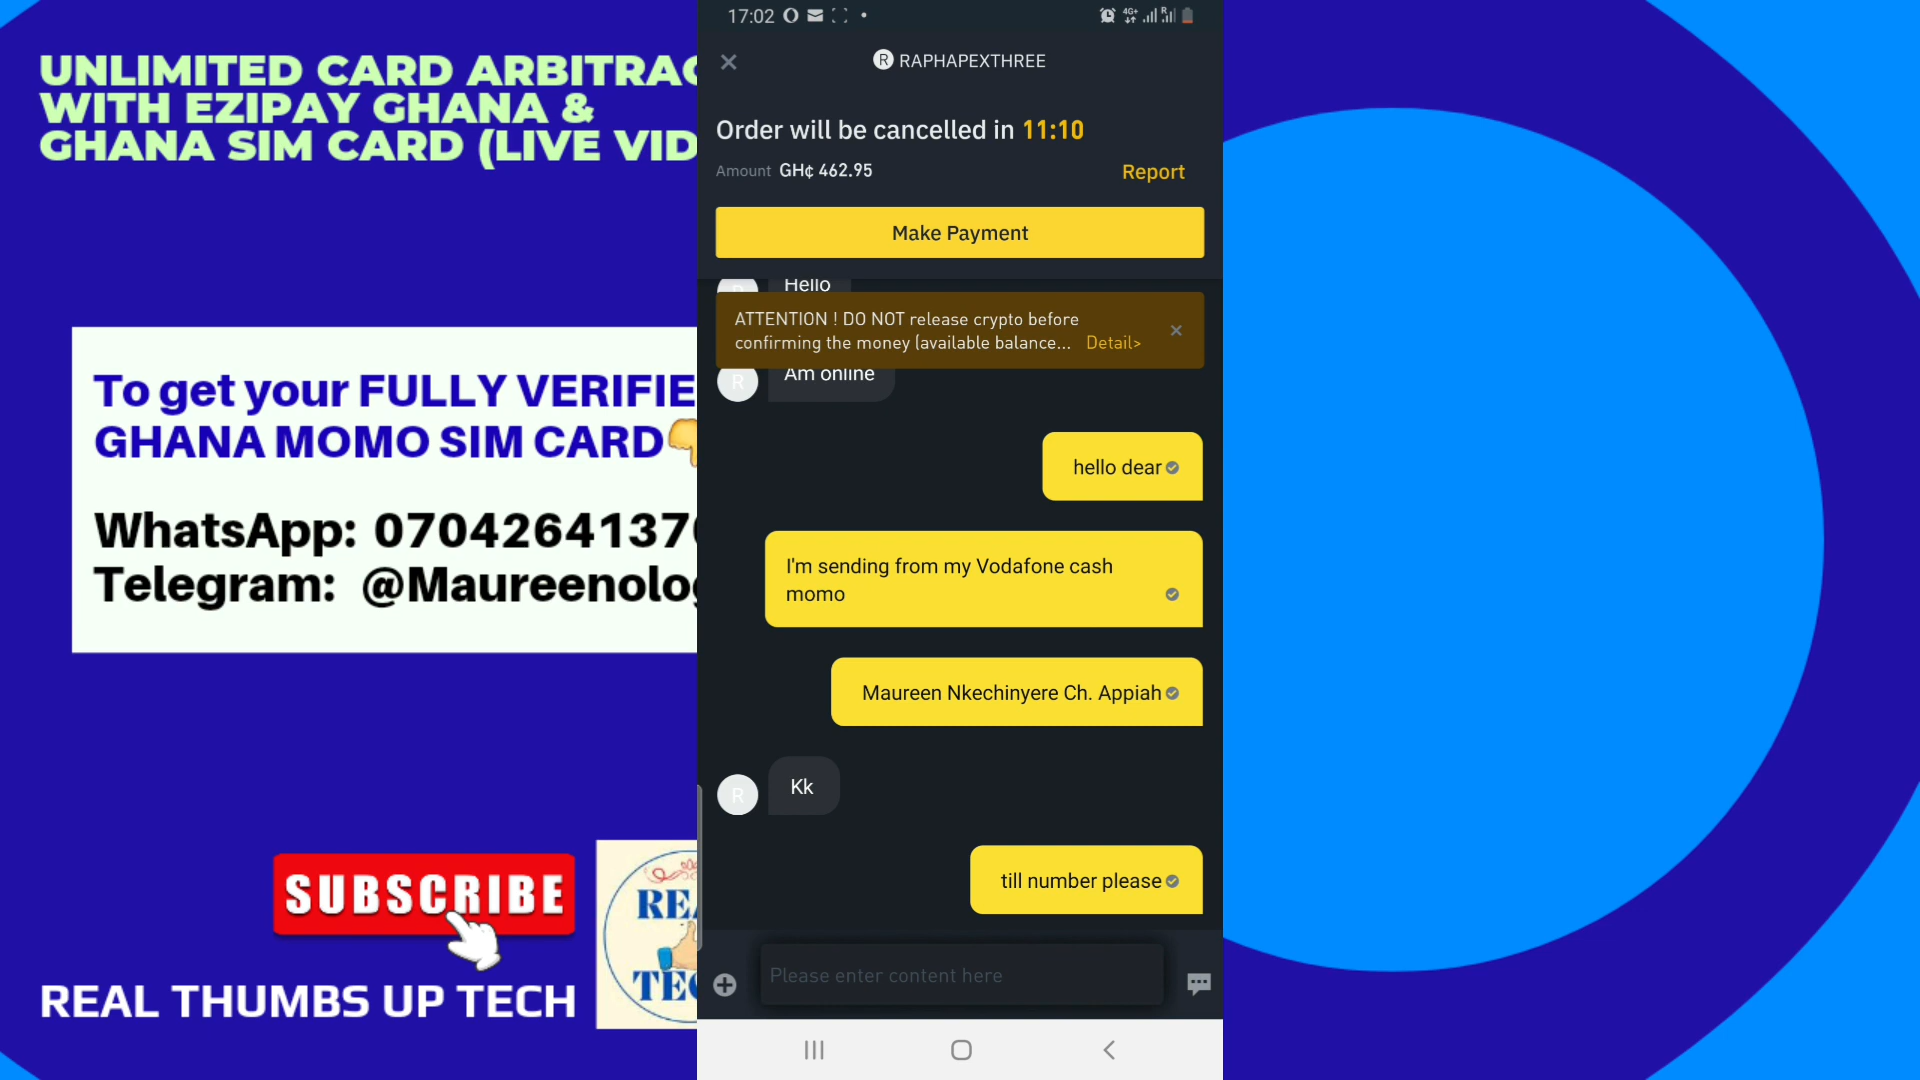 UNLIMITED CARD ARBITRAG
WITH EZIPAY GHANA &
GHANA SIM CARD (LIVE VID
To get your FULLY VERIFIE
GHANA MOMO SIM CARD👇
WhatsApp: 0704264137
Telegram: @Maureenolo
SUBSCRIBE
REAL THUMBS UP TECH
REA
TEC
17:02
4G+
R
R RAPHAPEXTHREE
Order will be cancelled in 11:10
Amount GH¢ 462.95
Report
Make Payment
R
Hello
ATTENTION ! DO NOT release crypto before
confirming the money (available balance... Detail>
R
Am online
hello dear
I'm sending from my Vodafone cash
momo
Maureen Nkechinyere Ch. Appiah
R
Kk
till number please
Please enter content here